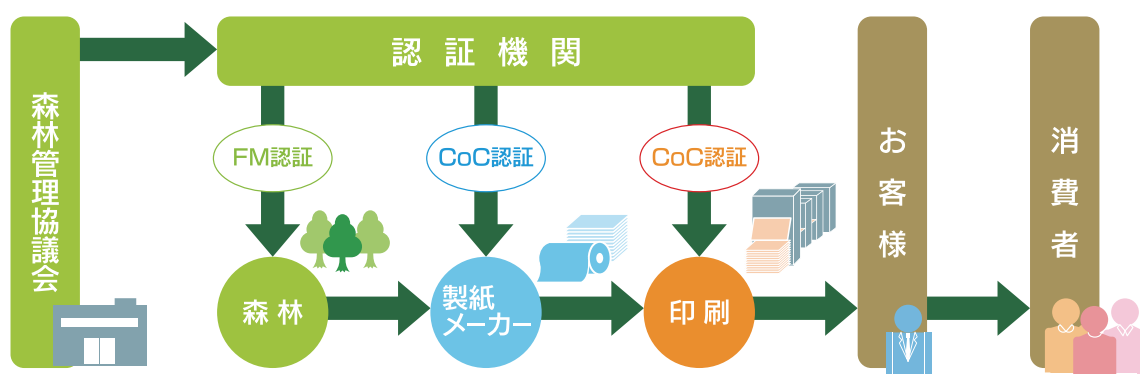 森林管理協議会
認証機関
FM認証
CoC認証
CoC認証
森林
製紙
メーカー
印刷
お客様
消費者